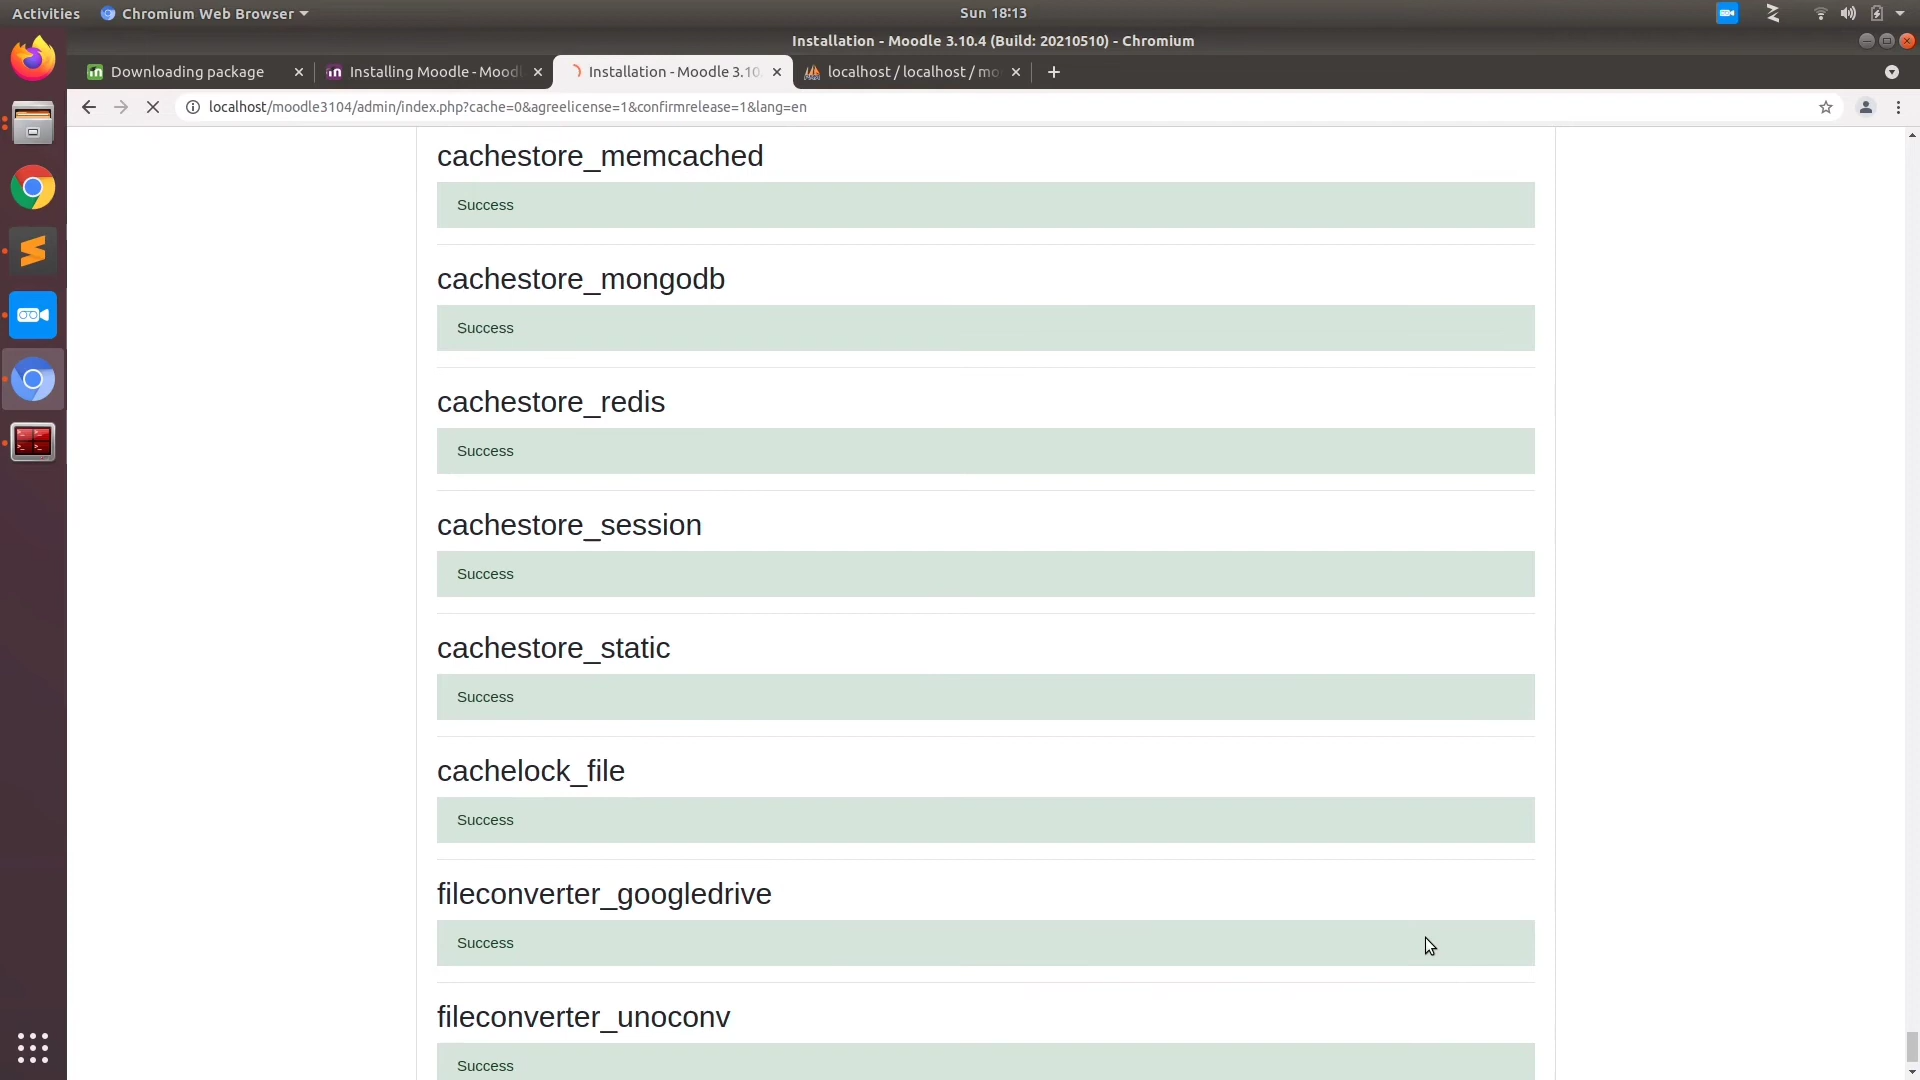 Activities
Chromium Web Browser
Sun 18:13
Installation - Moodle 3.10.4 (Build: 20210510) - Chromium
Downloading package
Installing Moodle - Mood
Installation - Moodle 3.10.
localhost / localhost / mo
localhost/moodle3104/admin/index.php?cache=0&agreelicense=1&confirmrelease=1&lang=en
cachestore_memcached
Success
cachestore_mongodb
Success
cachestore_redis
Success
cachestore_session
Success
cachestore_static
Success
cachelock_file
Success
fileconverter_googledrive
Success
fileconverter_unoconv
Success